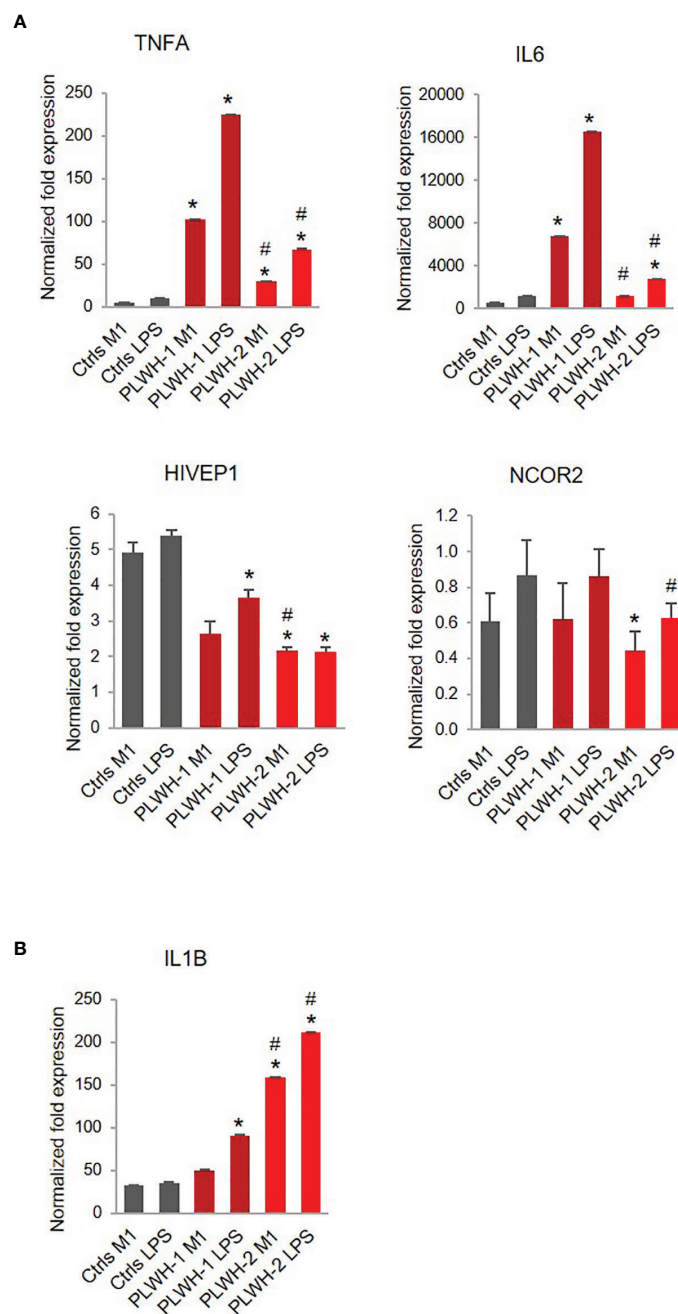 A
TNFA
Normalized fold expression
250
200
150
100
50
0
*
*
#
*
#
*
Ctrls M1
Ctrls LPS
PLWH-1 M1
PLWH-1 LPS
PLWH-2 M1
PLWH-2 LPS
IL6
Normalized fold expression
20000
16000
12000
8000
4000
0
*
*
#
#
*
Ctrls M1
Ctrls LPS
PLWH-1 M1
PLWH-1 LPS
PLWH-2 M1
PLWH-2 LPS
HIVEP1
Normalized fold expression
6
5
4
3
2
1
0
*
#
*
*
Ctrls M1
Ctrls LPS
PLWH-1 M1
PLWH-1 LPS
PLWH-2 M1
PLWH-2 LPS
NCOR2
Normalized fold expression
1.2
1.0
0.8
0.6
0.4
0.2
0.0
*
#
Ctrls M1
Ctrls LPS
PLWH-1 M1
PLWH-1 LPS
PLWH-2 M1
PLWH-2 LPS
B
IL1B
Normalized fold expression
250
200
150
100
50
0
*
#
*
#
*
Ctrls M1
Ctrls LPS
PLWH-1 M1
PLWH-1 LPS
PLWH-2 M1
PLWH-2 LPS